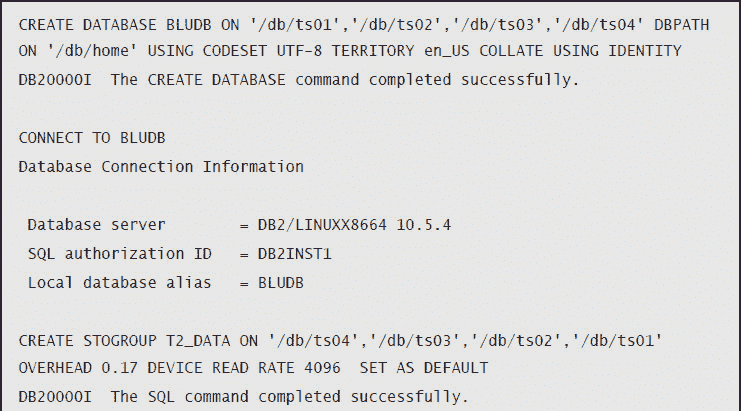 CREATE DATABASE BLUDB ON '/db/ts01','/db/ts02','/db/ts03','/db/ts04' DBPATH
ON '/db/home' USING CODESET UTF-8 TERRITORY en_US COLLATE USING IDENTITY
DB20000I  The CREATE DATABASE command completed successfully.
CONNECT TO BLUDB
Database Connection Information
Database server        = DB2/LINUXX8664 10.5.4
SQL authorization ID   = DB2INST1
Local database alias   = BLUDB
CREATE STOGROUP T2_DATA ON '/db/ts04','/db/ts03','/db/ts02','/db/ts01'
OVERHEAD 0.17 DEVICE READ RATE 4096  SET AS DEFAULT
DB20000I  The SQL command completed successfully.